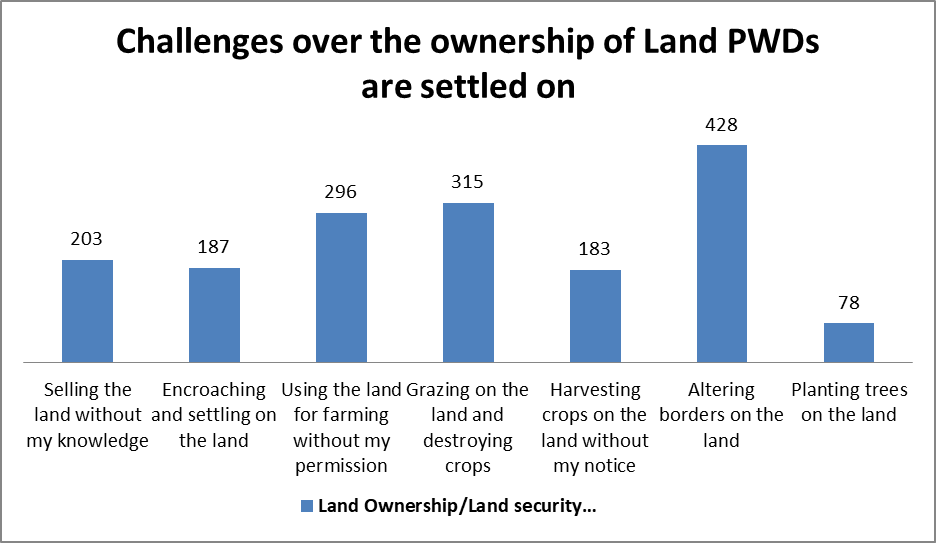 Challenges over the ownership of Land PWDs
are settled on
428
315
296
203
187
183
78
Selling the
land without
my knowledge
Encroaching
and settling on
the land
Using the land
for farming
without my
permission
Grazing on the
land and
destroying
crops
Harvesting
crops on the
land without
my notice
Altering
borders on the
land
Planting trees
on the land
Land Ownership/Land security…